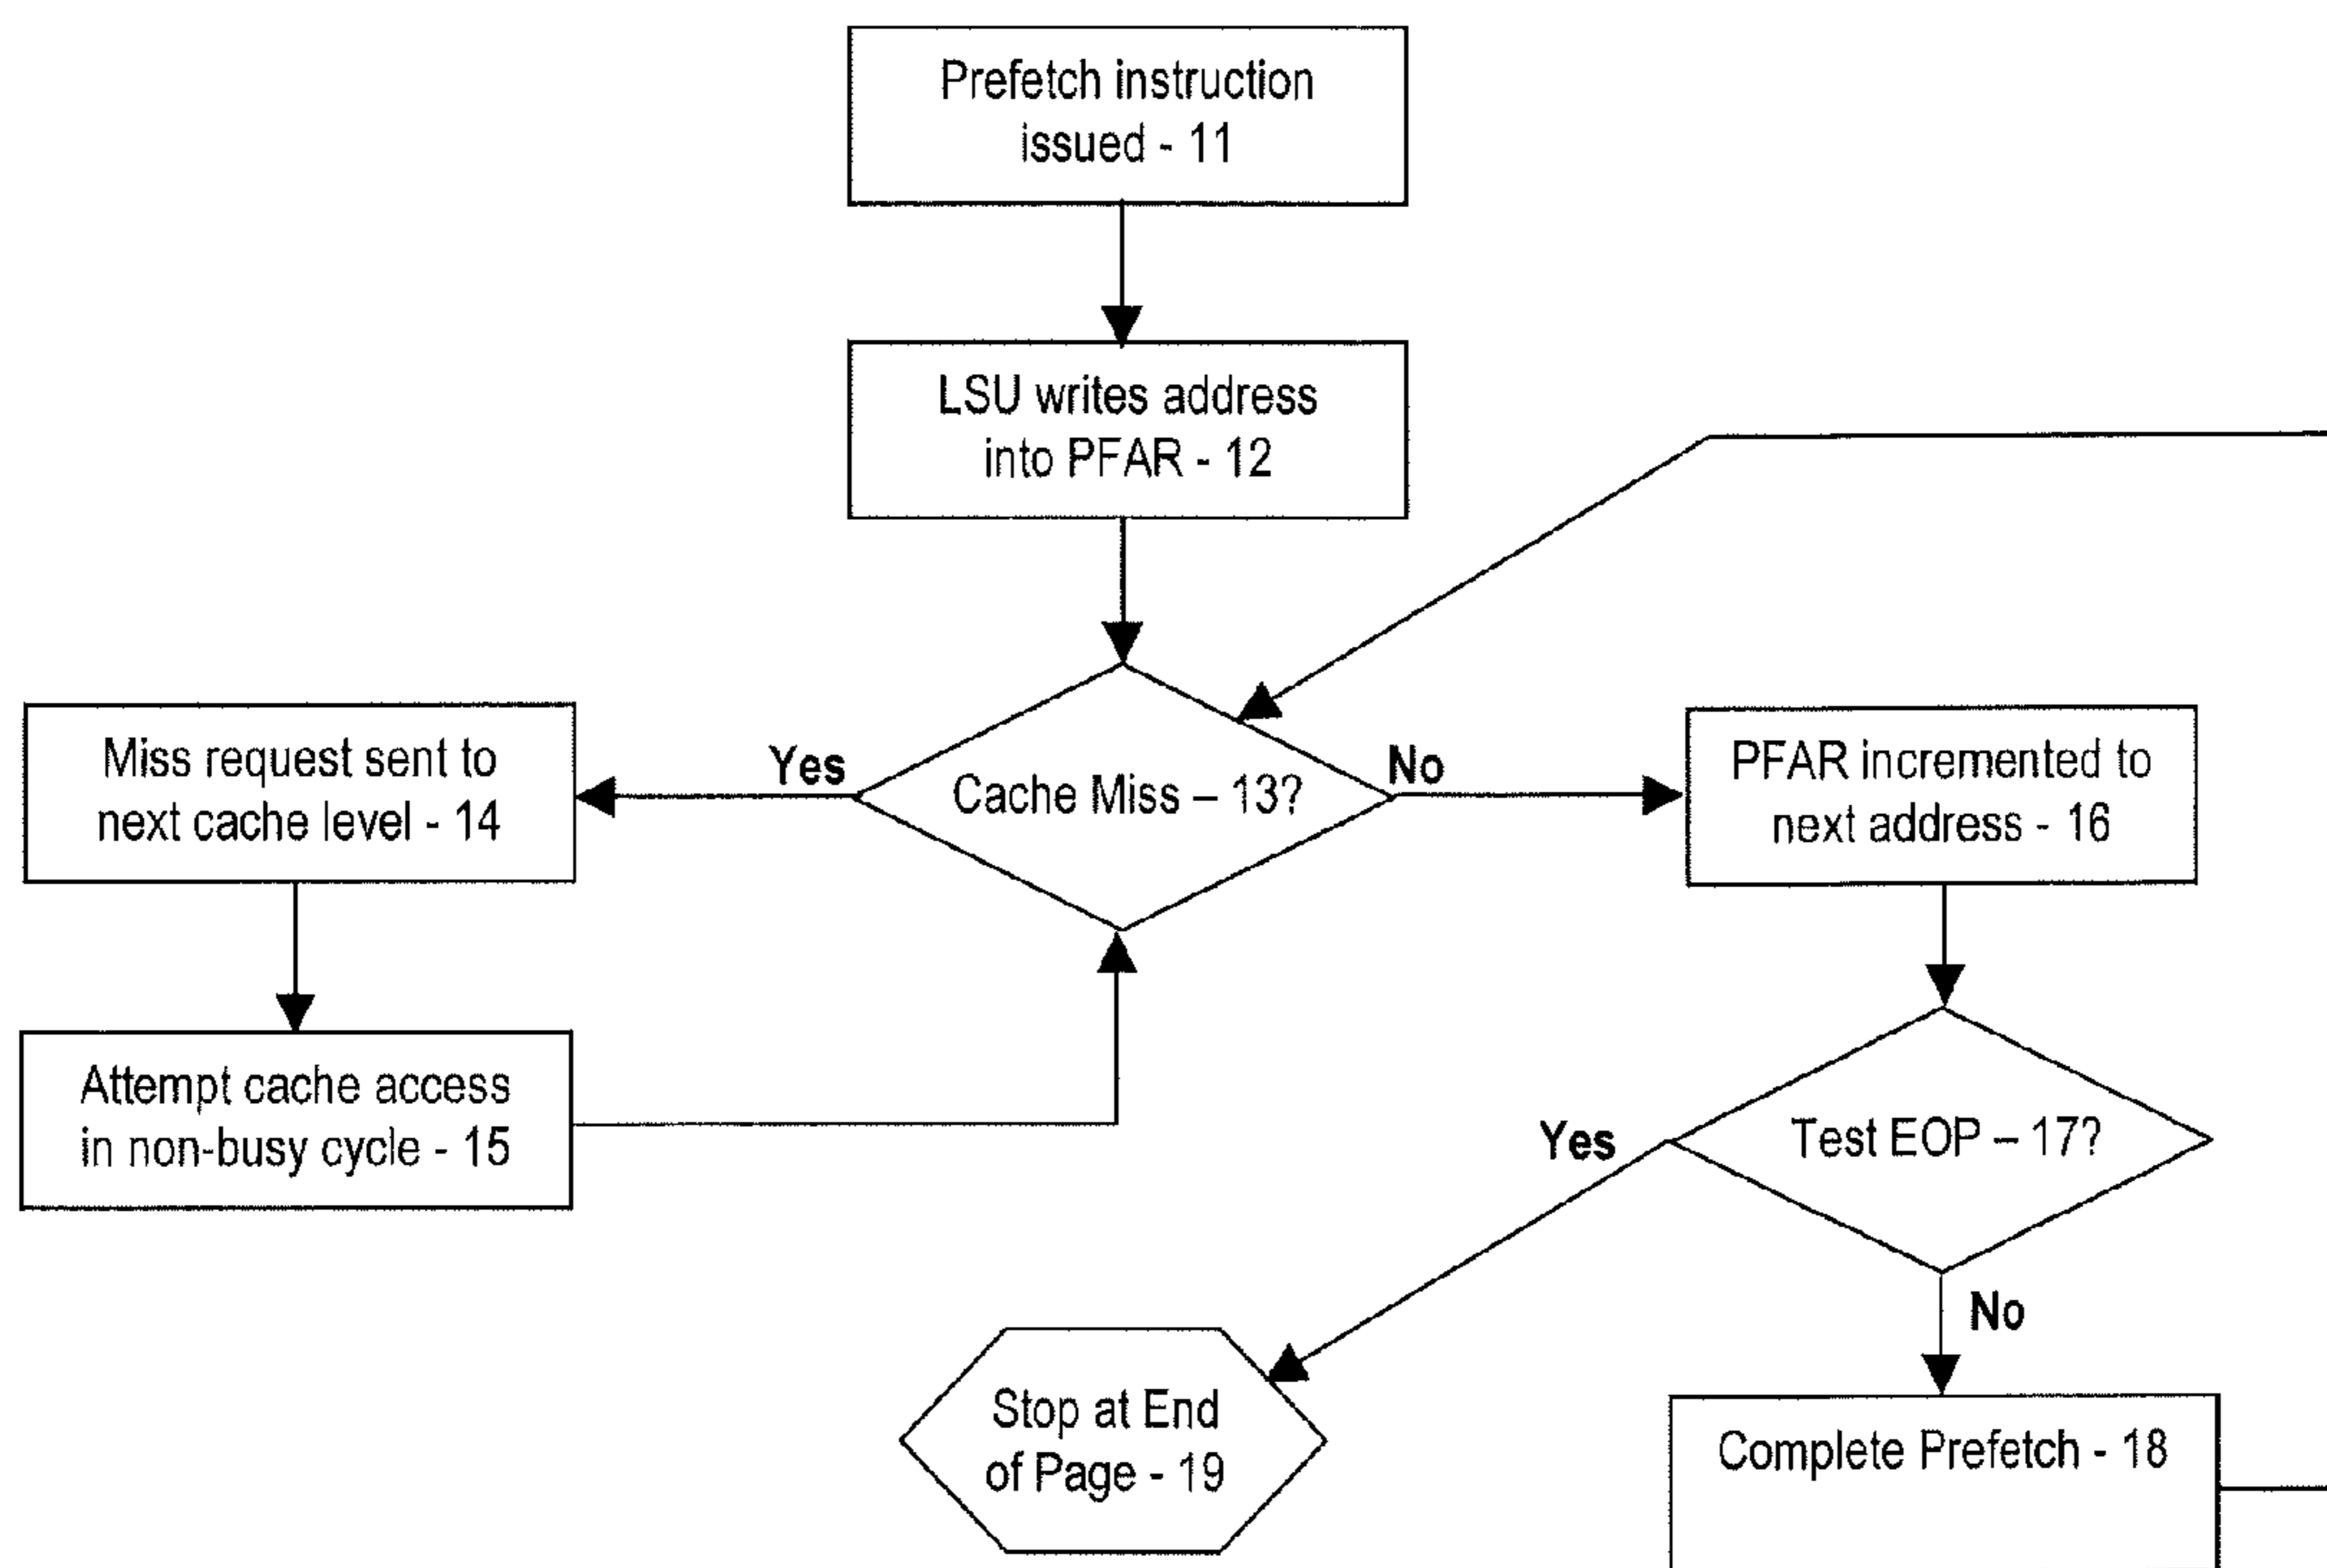 Prefetch instruction
issued - 11
LSU writes address
into PFAR - 12
Miss request sent to
next cache level - 14
Yes
Cache Miss – 13?
No
PFAR incremented to
next address - 16
Attempt cache access
in non-busy cycle - 15
Yes
Test EOP – 17?
No
Stop at End
of Page - 19
Complete Prefetch - 18